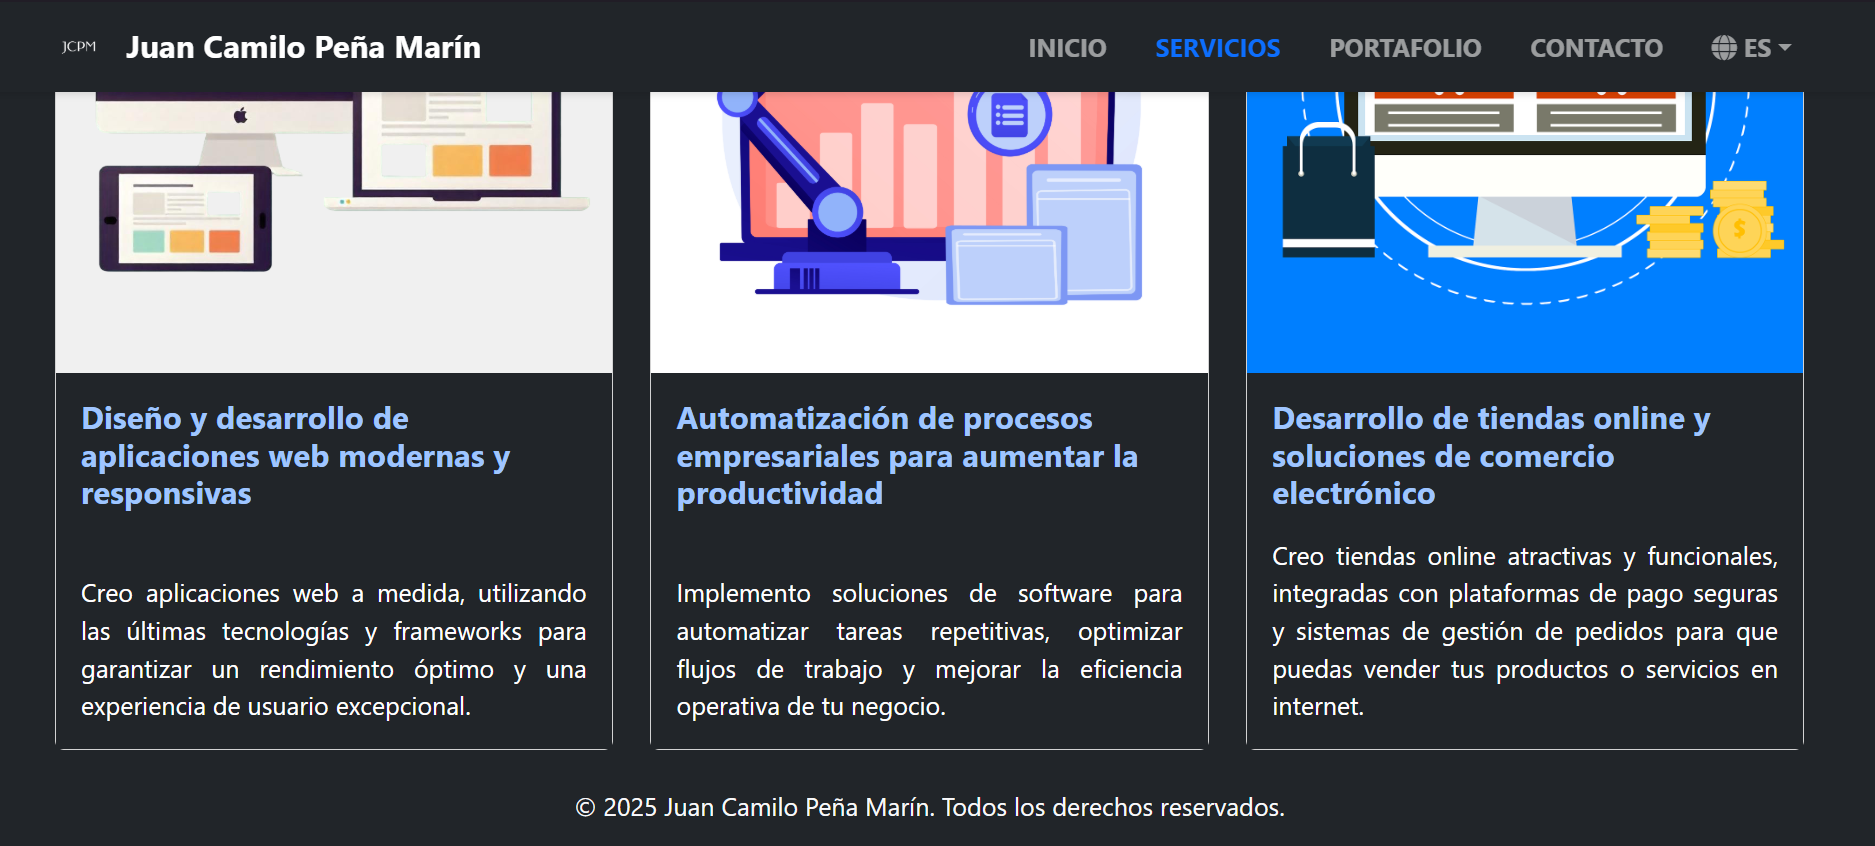 JCPM Juan Camilo Peña Marín INICIO SERVICIOS PORTAFOLIO CONTACTO ES
$
Diseño y desarrollo de
aplicaciones web modernas y
responsivas
Creo aplicaciones web a medida, utilizando
las últimas tecnologías y frameworks para
garantizar un rendimiento óptimo y una
experiencia de usuario excepcional.
Automatización de procesos
empresariales para aumentar la
productividad
Implemento soluciones de software para
automatizar tareas repetitivas, optimizar
flujos de trabajo y mejorar la eficiencia
operativa de tu negocio.
Desarrollo de tiendas online y
soluciones de comercio
electrónico
Creo tiendas online atractivas y funcionales,
integradas con plataformas de pago seguras
y sistemas de gestión de pedidos para que
puedas vender tus productos o servicios en
internet.
© 2025 Juan Camilo Peña Marín. Todos los derechos reservados.